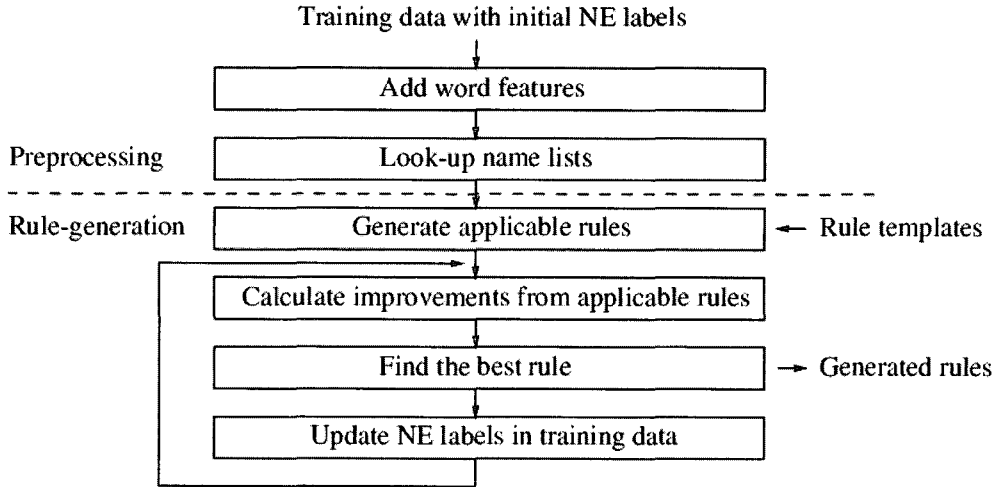 Training data with initial NE labels
Add word features
Preprocessing
Look-up name lists
Rule-generation
Generate applicable rules
Rule templates
Calculate improvements from applicable rules
Find the best rule
Generated rules
Update NE labels in training data